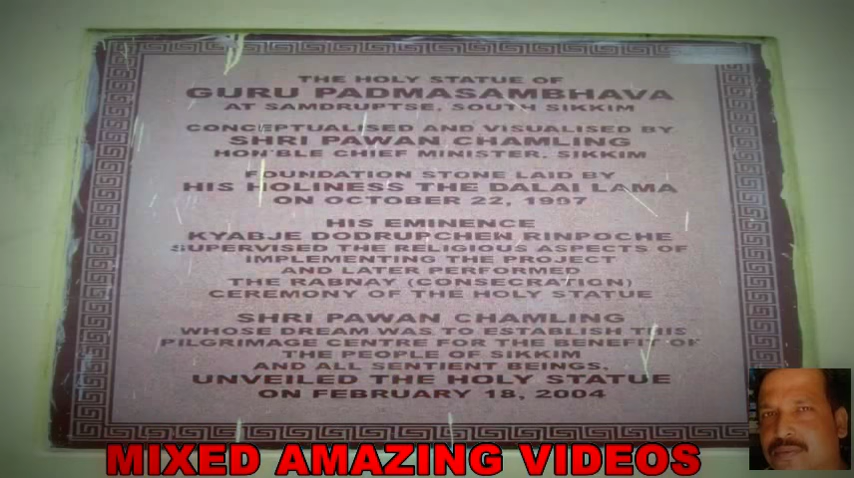 THE HOLY STATUE OF
GURU PADMASAMBHAVA
AT SAMDRUPTSE, SOUTH SIKKIM
CONCEPTUALISED AND VISUALISED BY
SHRI PAWAN CHAMLING
HON'BLE CHIEF MINISTER, SIKKIM
FOUNDATION STONE LAID BY
HIS HOLINESS THE DALAI LAMA
ON OCTOBER 22, 1997
HIS EMINENCE
KYABJE DODRUPCHEN RINPOCHE
SUPERVISED THE RELIGIOUS ASPECTS OF
IMPLEMENTING THE PROJECT
AND LATER PERFORMED
THE RABNAY (CONSECRATION)
CEREMONY OF THE HOLY STATUE
SHRI PAWAN CHAMLING
WHOSE DREAM WAS TO ESTABLISH THIS
PILGRIMAGE CENTRE FOR THE BENEFIT OF
THE PEOPLE OF SIKKIM
AND ALL SENTIENT BEINGS,
UNVEILED THE HOLY STATUE
ON FEBRUARY 18, 2004
MIXED AMAZING VIDEOS